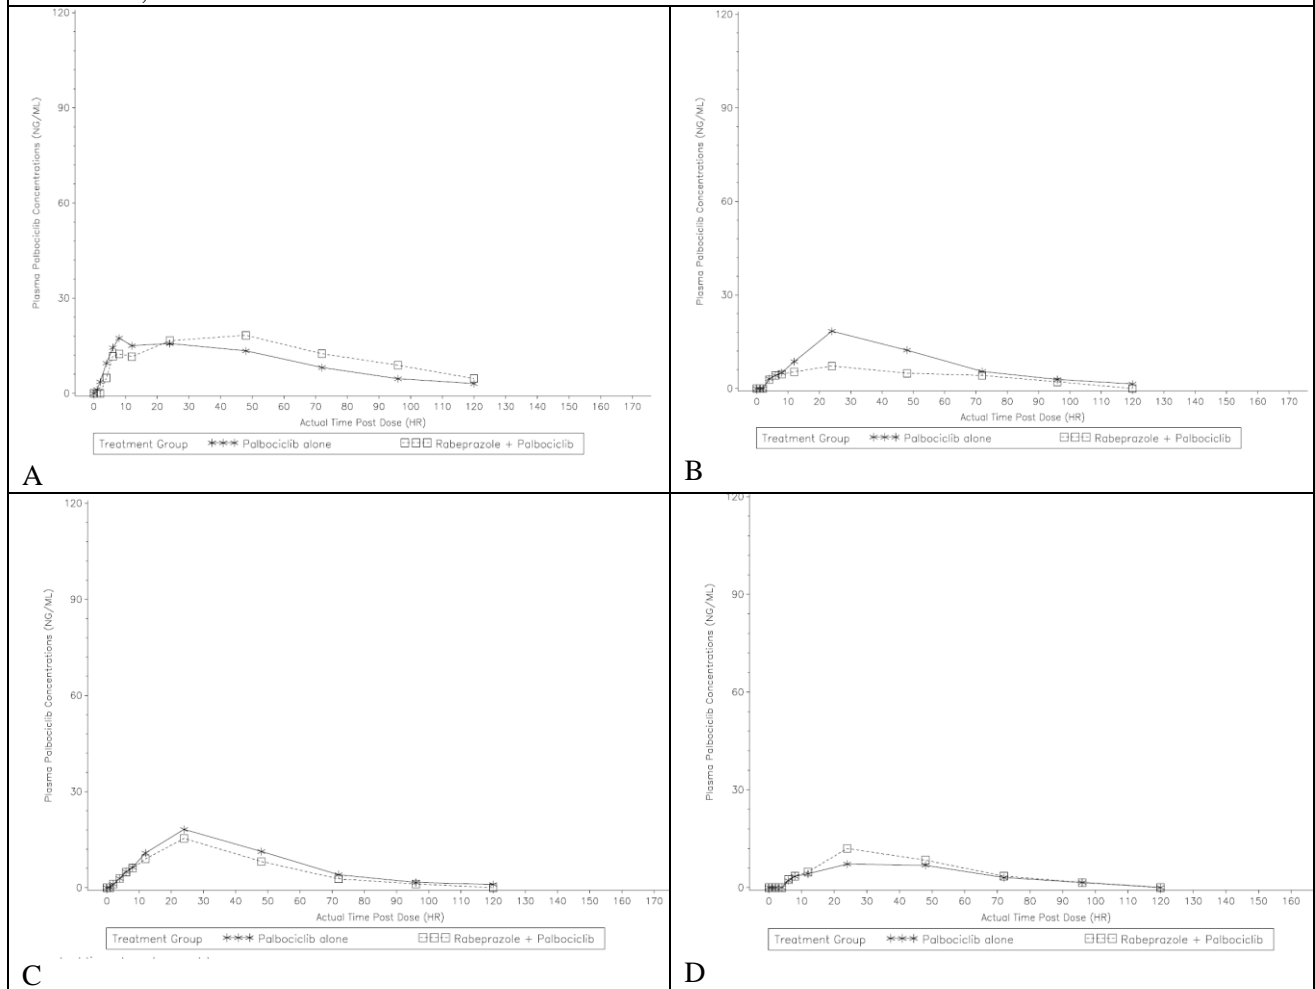 120
90
60
30
0
Plasma Palbociclib Concentrations (NG/ML)
0 10 20 30 40 50 60 70 80 90 100 110 120 130 140 150 160 170
Actual Time Post Dose (HR)
Treatment Group Palbociclib alone Rabeprazole + Palbociclib
A
120
90
60
30
0
Plasma Palbociclib Concentrations (NG/ML)
0 10 20 30 40 50 60 70 80 90 100 110 120 130 140 150 160 170
Actual Time Post Dose (HR)
Treatment Group Palbociclib alone Rabeprazole + Palbociclib
B
120
90
60
30
0
Plasma Palbociclib Concentrations (NG/ML)
0 10 20 30 40 50 60 70 80 90 100 110 120 130 140 150 160 170
Actual Time Post Dose (HR)
Treatment Group Palbociclib alone Rabeprazole + Palbociclib
C
120
90
60
30
0
Plasma Palbociclib Concentrations (NG/ML)
0 10 20 30 40 50 60 70 80 90 100 110 120 130 140 150 160
Actual Time Post Dose (HR)
Treatment Group Palbociclib alone Rabeprazole + Palbociclib
D